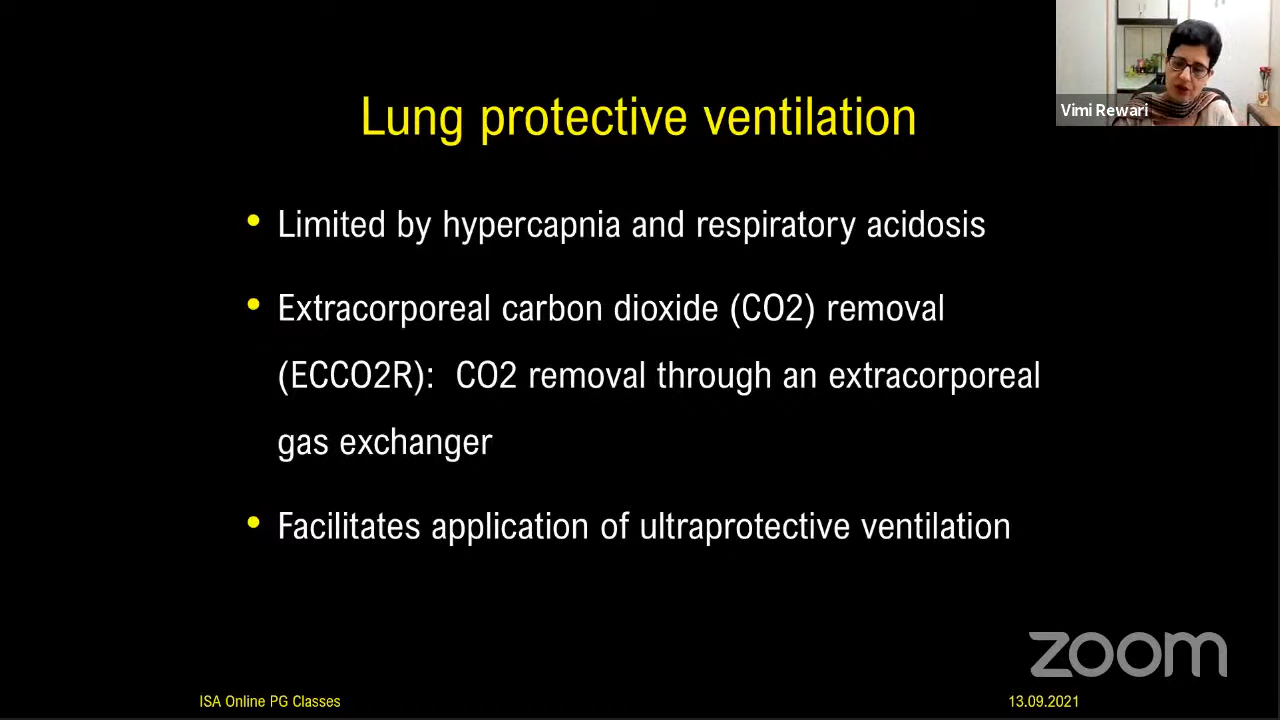 Lung protective ventilation
Vimi Rewari
• Limited by hypercapnia and respiratory acidosis
• Extracorporeal carbon dioxide (CO2) removal
(ECCO2R): CO2 removal through an extracorporeal
gas exchanger
• Facilitates application of ultraprotective ventilation
zoom
ISA Online PG Classes
13.09.2021